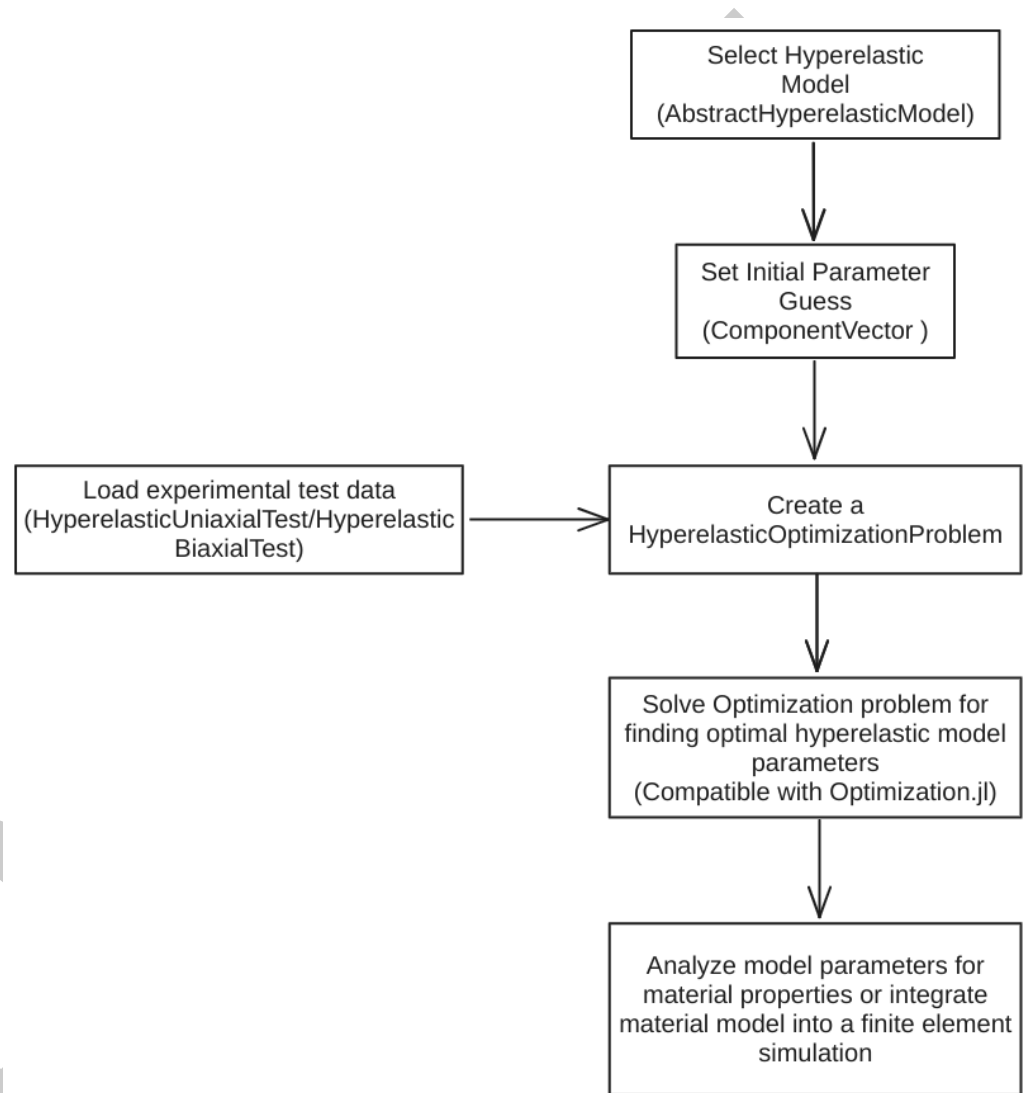 Select Hyperelastic
Model
(AbstractHyperelasticModel)
Set Initial Parameter
Guess
(ComponentVector )
Load experimental test data
(HyperelasticUniaxialTest/Hyperelastic
BiaxialTest)
Create a
HyperelasticOptimizationProblem
Solve Optimization problem for
finding optimal hyperelastic model
parameters
(Compatible with Optimization.jl)
Analyze model parameters for
material properties or integrate
material model into a finite element
simulation